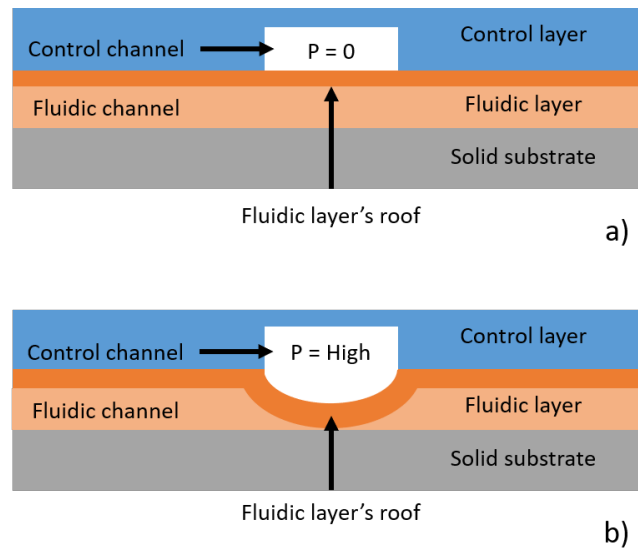 Control channel
P = 0
Control layer
Fluidic channel
Fluidic layer
Solid substrate
Fluidic layer's roof
a)
Control channel
P = High
Control layer
Fluidic channel
Fluidic layer
Solid substrate
Fluidic layer's roof
b)